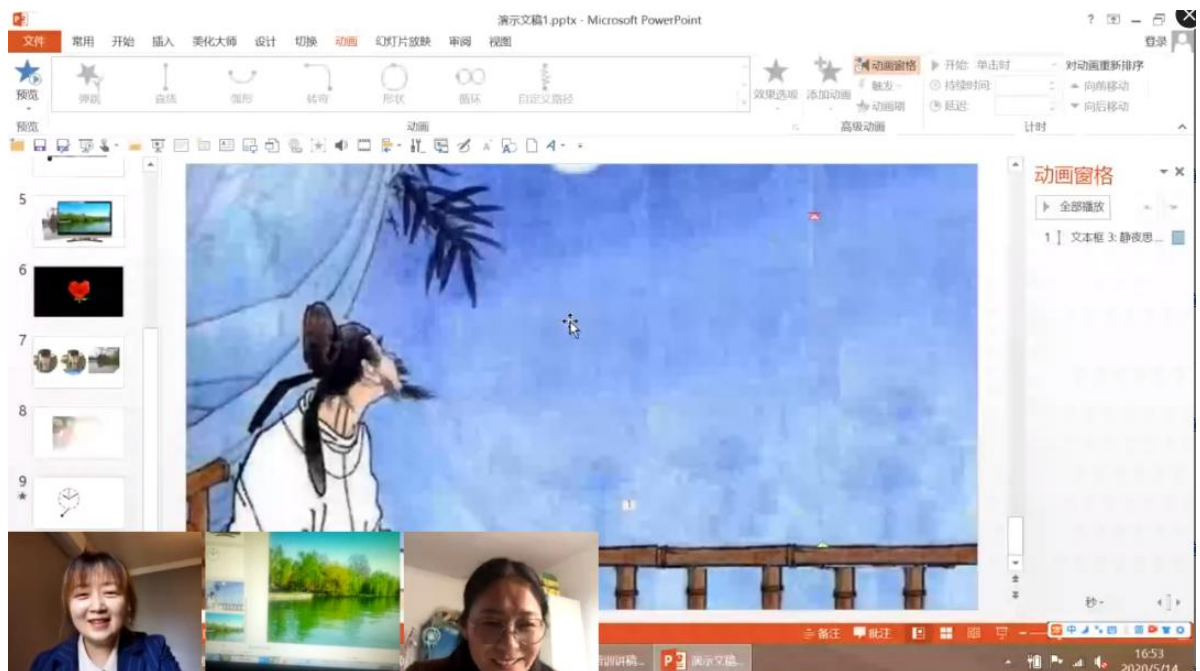 演示文稿1.pptx - Microsoft PowerPoint
文件 常用 开始 插入 美化大师 设计 切换 动画 幻灯片放映 审阅 视图 登录
预览 弹跳 直线 弧形 转弯 形状 循环 自定义路径 效果选项 添加动画
动画窗格 开始: 单击时 对动画重新排序
触发 持续时间: 向前移动
动画刷 延迟: 向后移动
预览 动画 高级动画 计时
动画窗格
全部播放
1 文本框 3: 静夜思...
5
6
7
8
9
1
秒
备注 批注
中
演示文稿...
16:53
2020/5/14